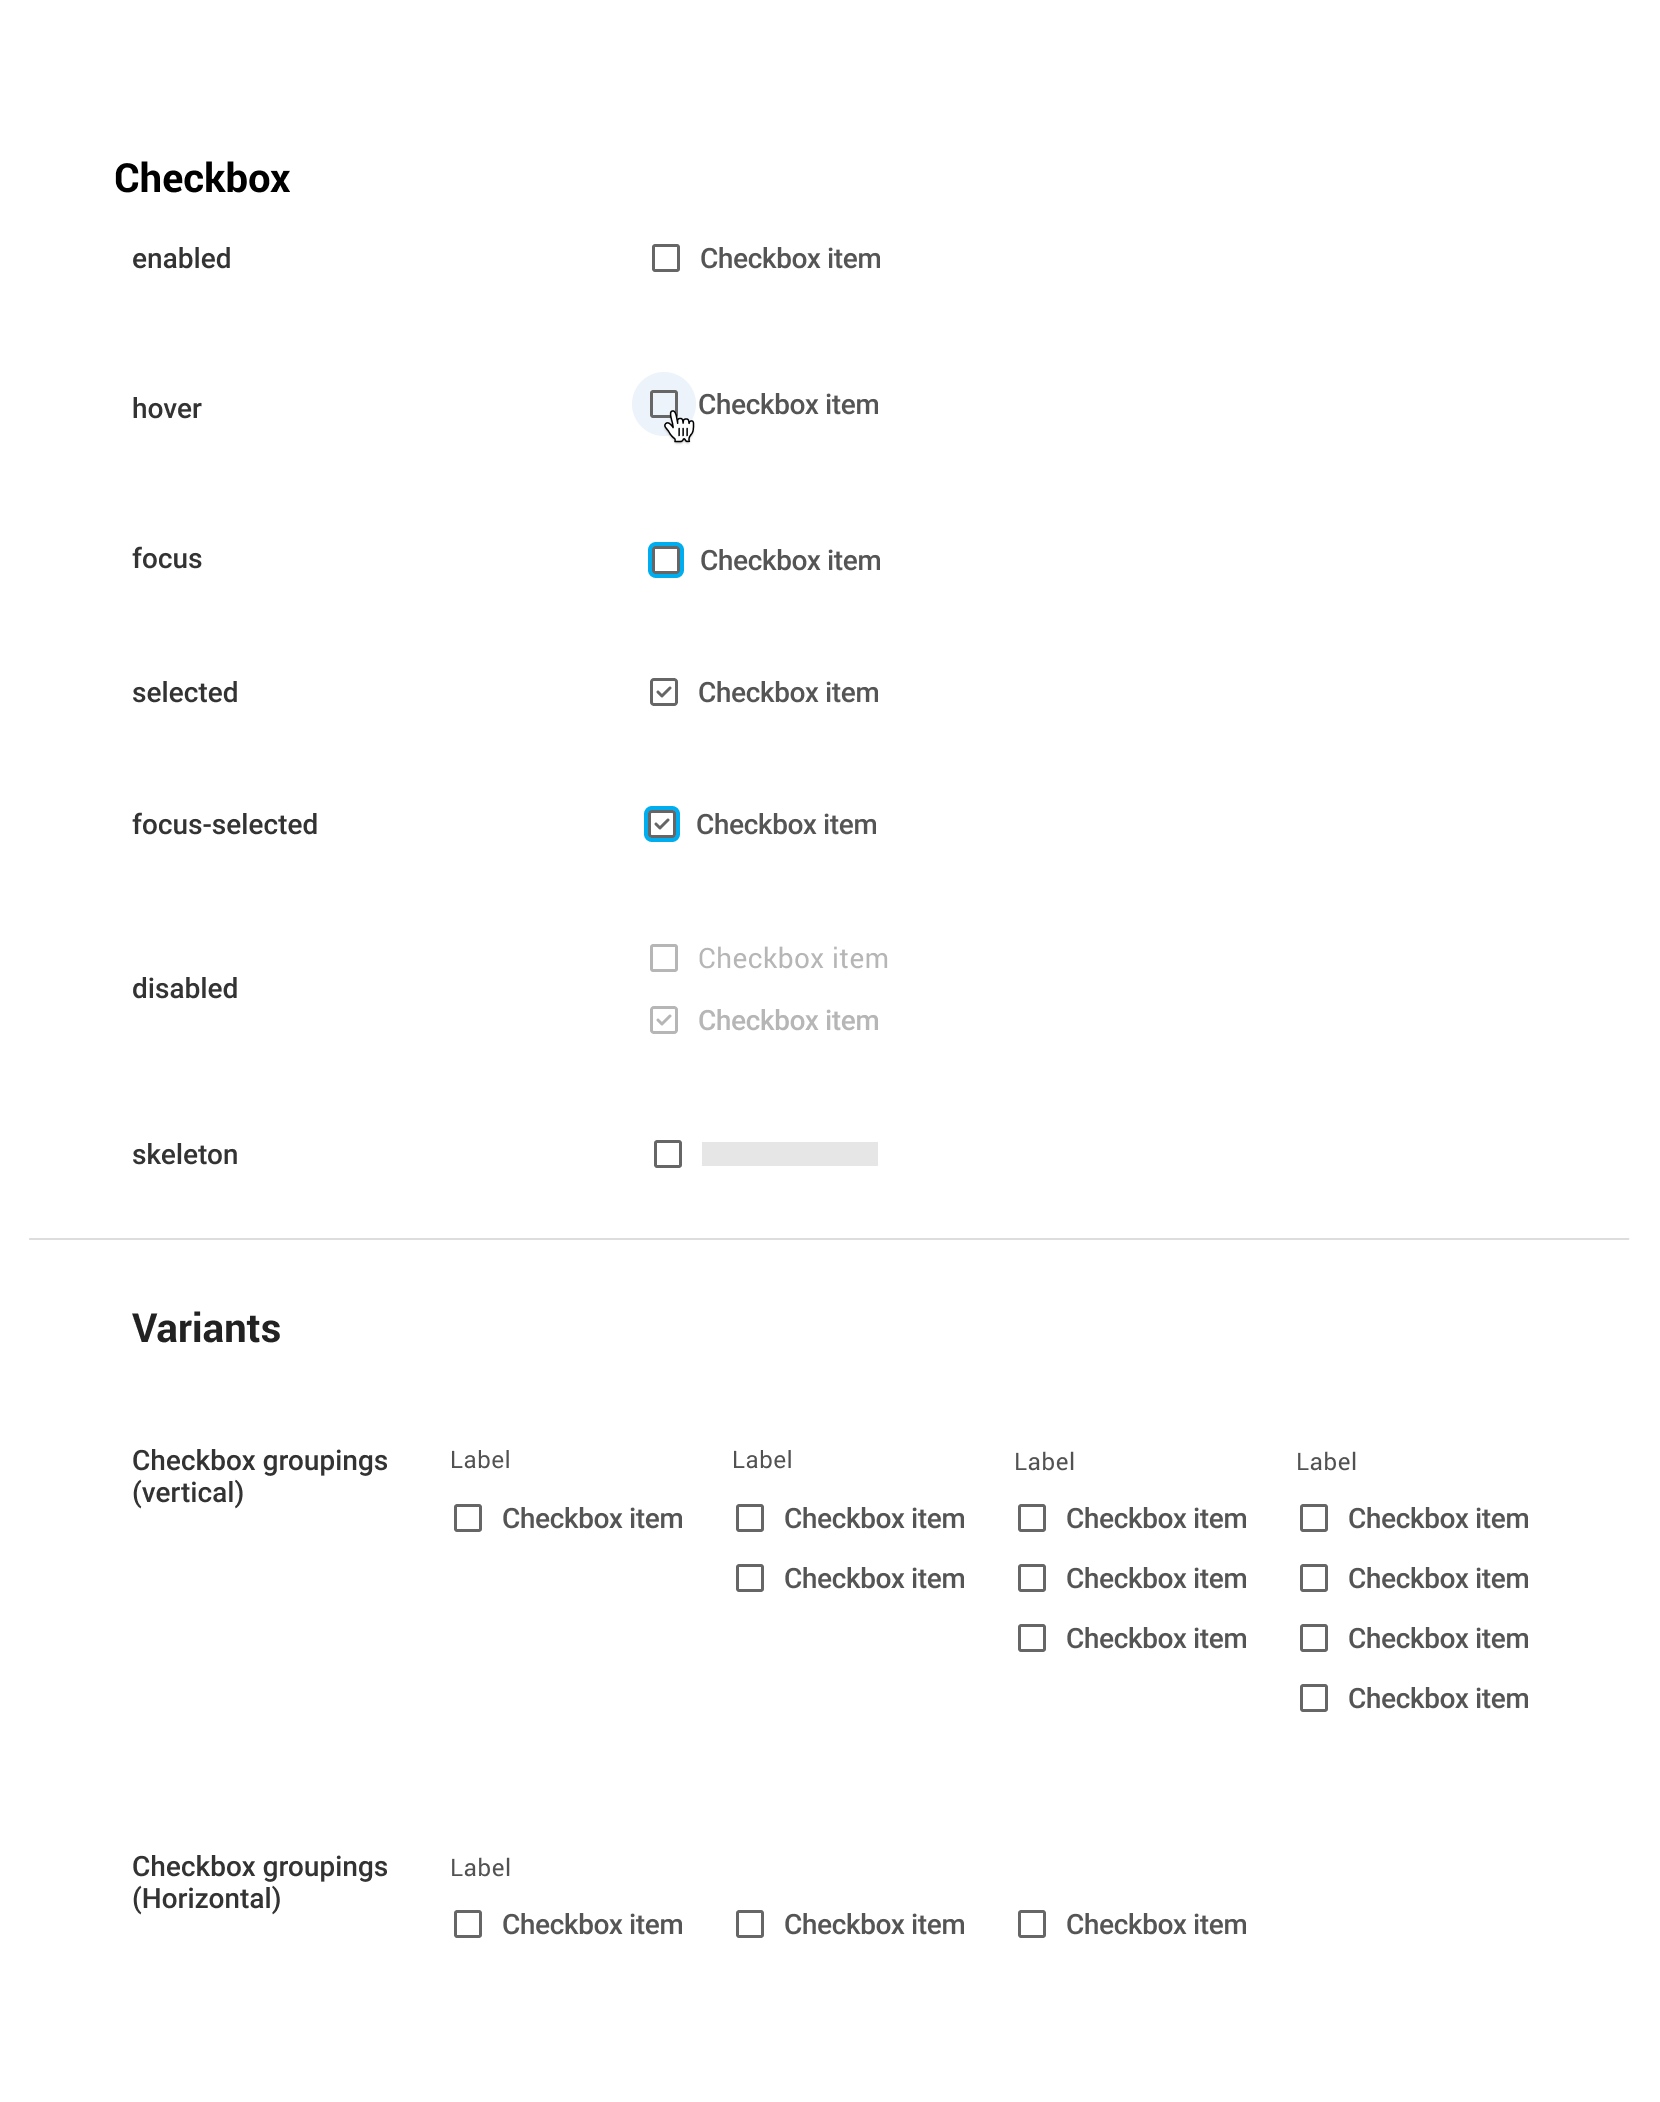 Checkbox
enabled
Checkbox item
hover
Checkbox item
focus
Checkbox item
selected
Checkbox item
focus-selected
Checkbox item
disabled
Checkbox item
Checkbox item
skeleton
Variants
Checkbox groupings
(vertical)
Label
Checkbox item
Label
Checkbox item
Checkbox item
Label
Checkbox item
Checkbox item
Checkbox item
Label
Checkbox item
Checkbox item
Checkbox item
Checkbox item
Checkbox groupings
(Horizontal)
Label
Checkbox item
Checkbox item
Checkbox item